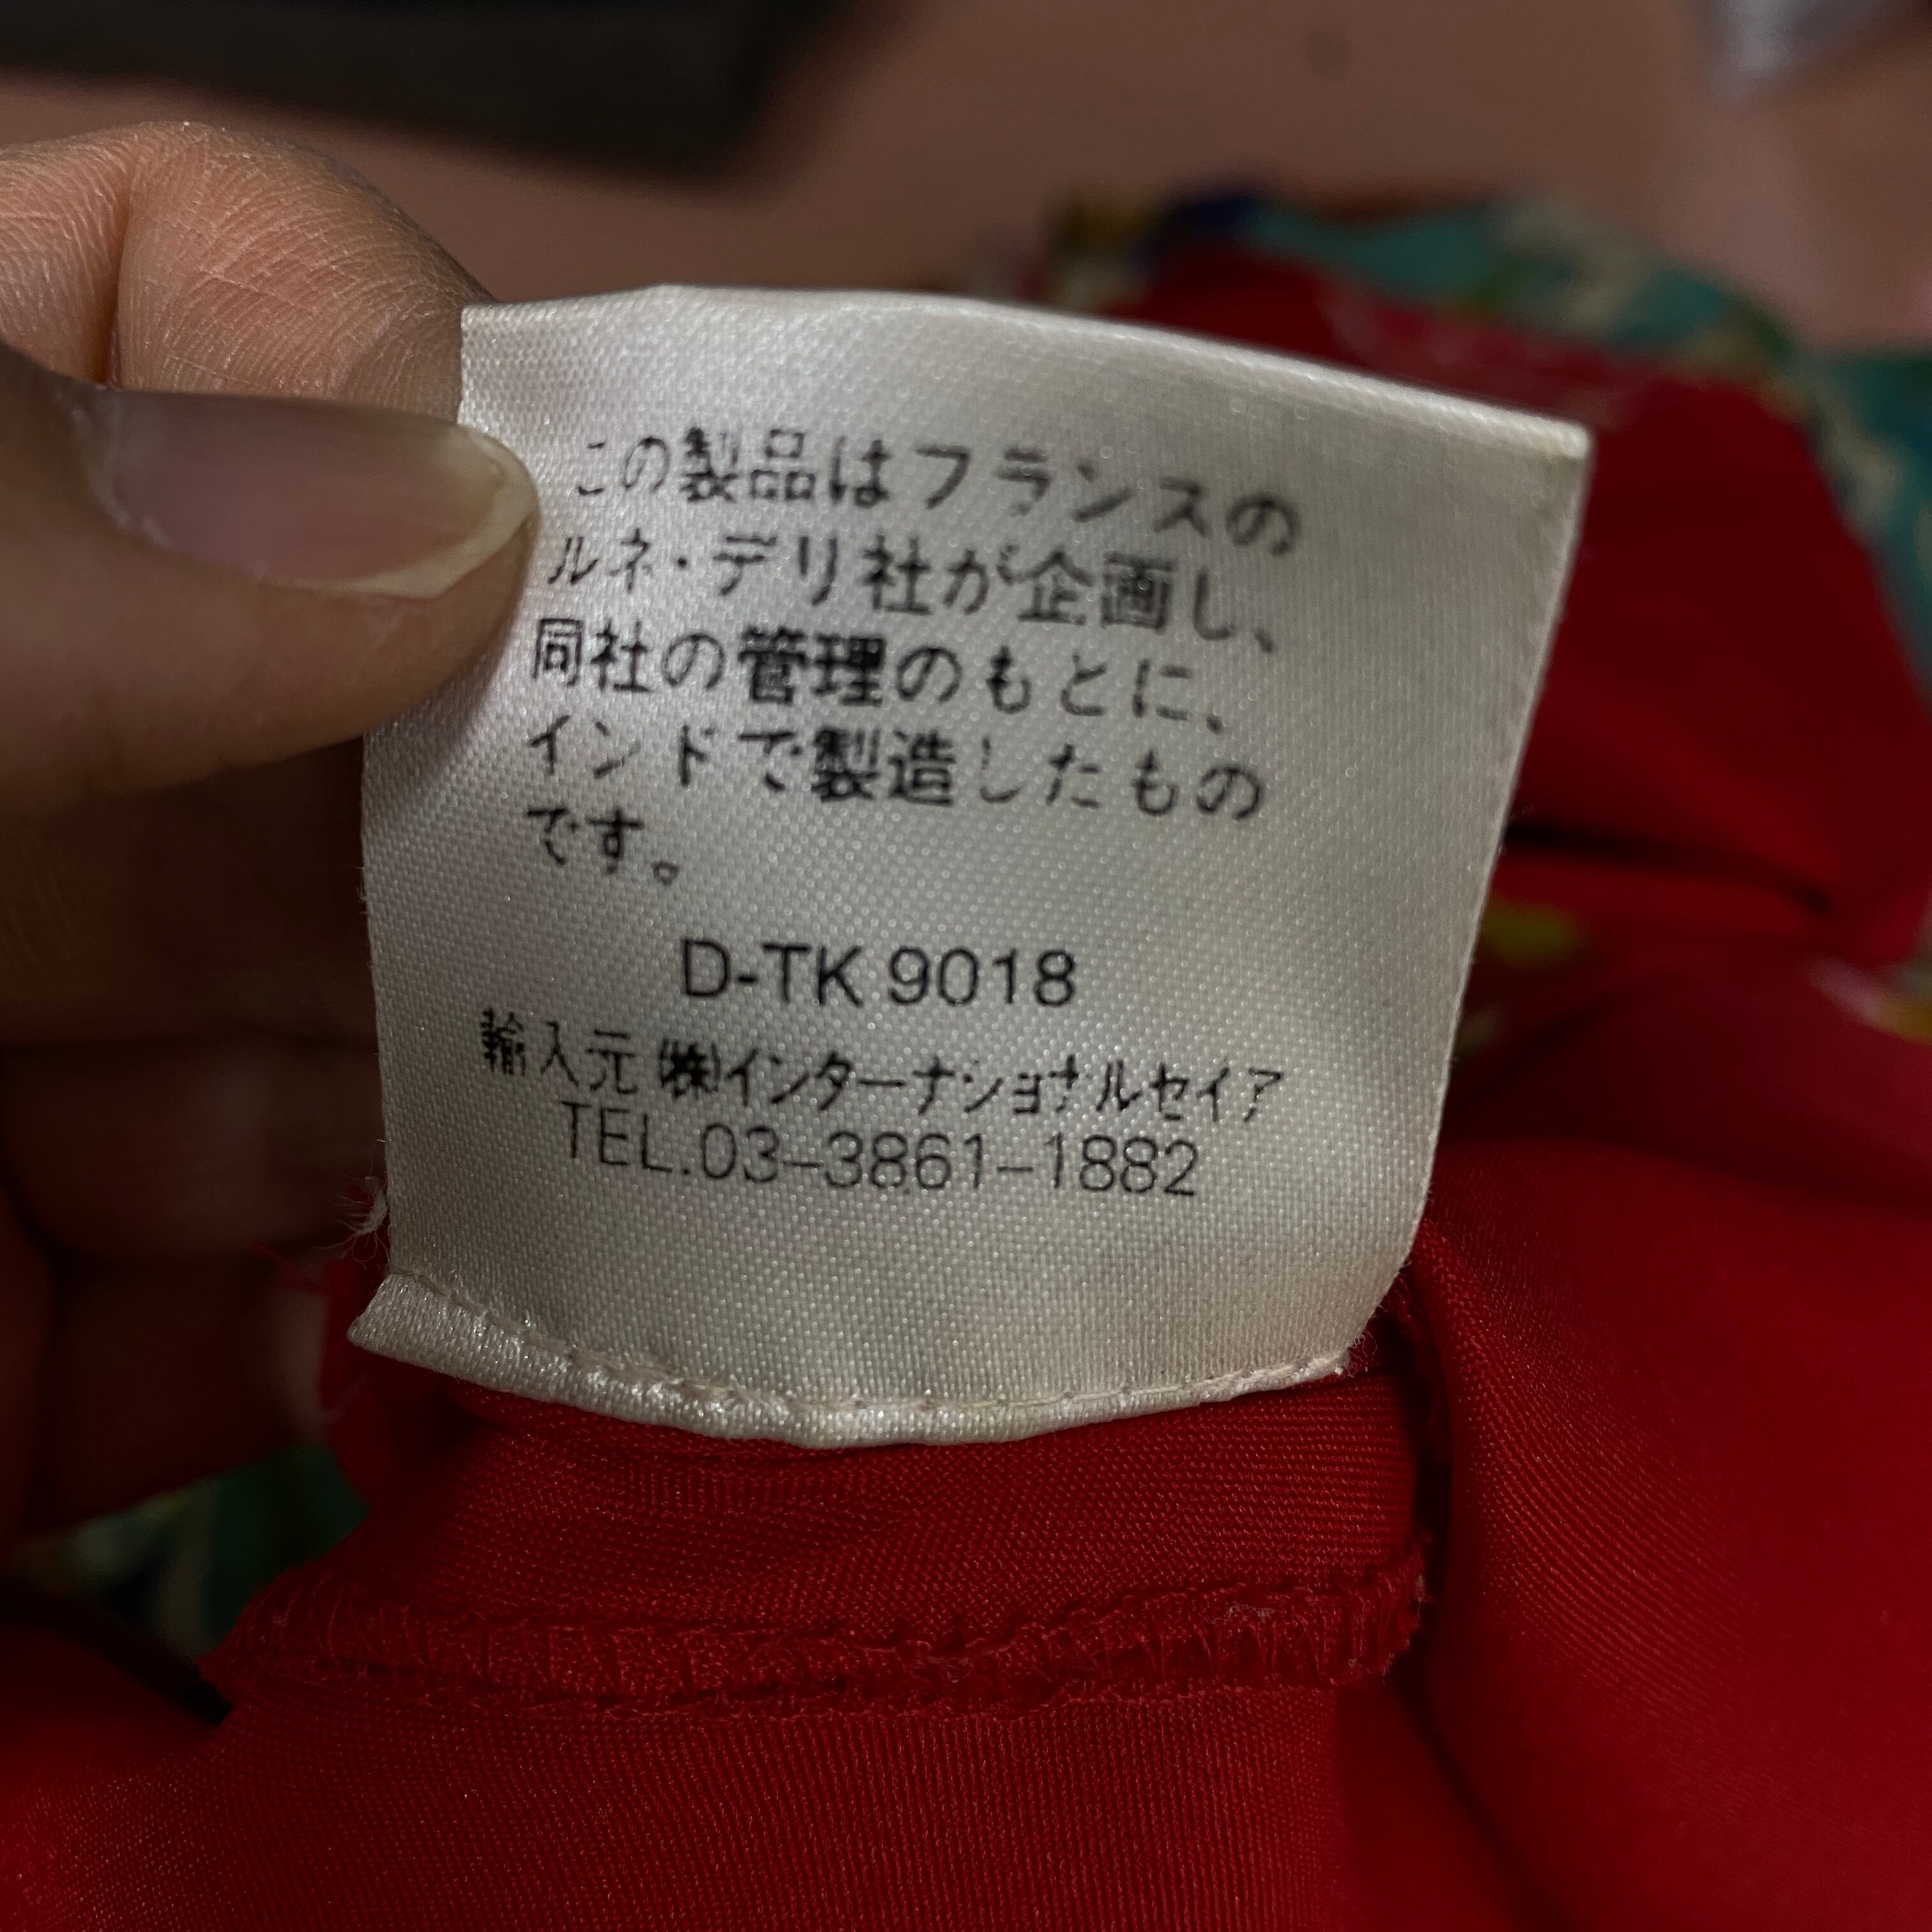 この製品はフランスの
ルネ・デリ社が企画し、
同社の管理のもとに、
インドで製造したもの
です。
D-TK 9018
輸入元 ㈱インターナショナルセイア
TEL.03-3861-1882